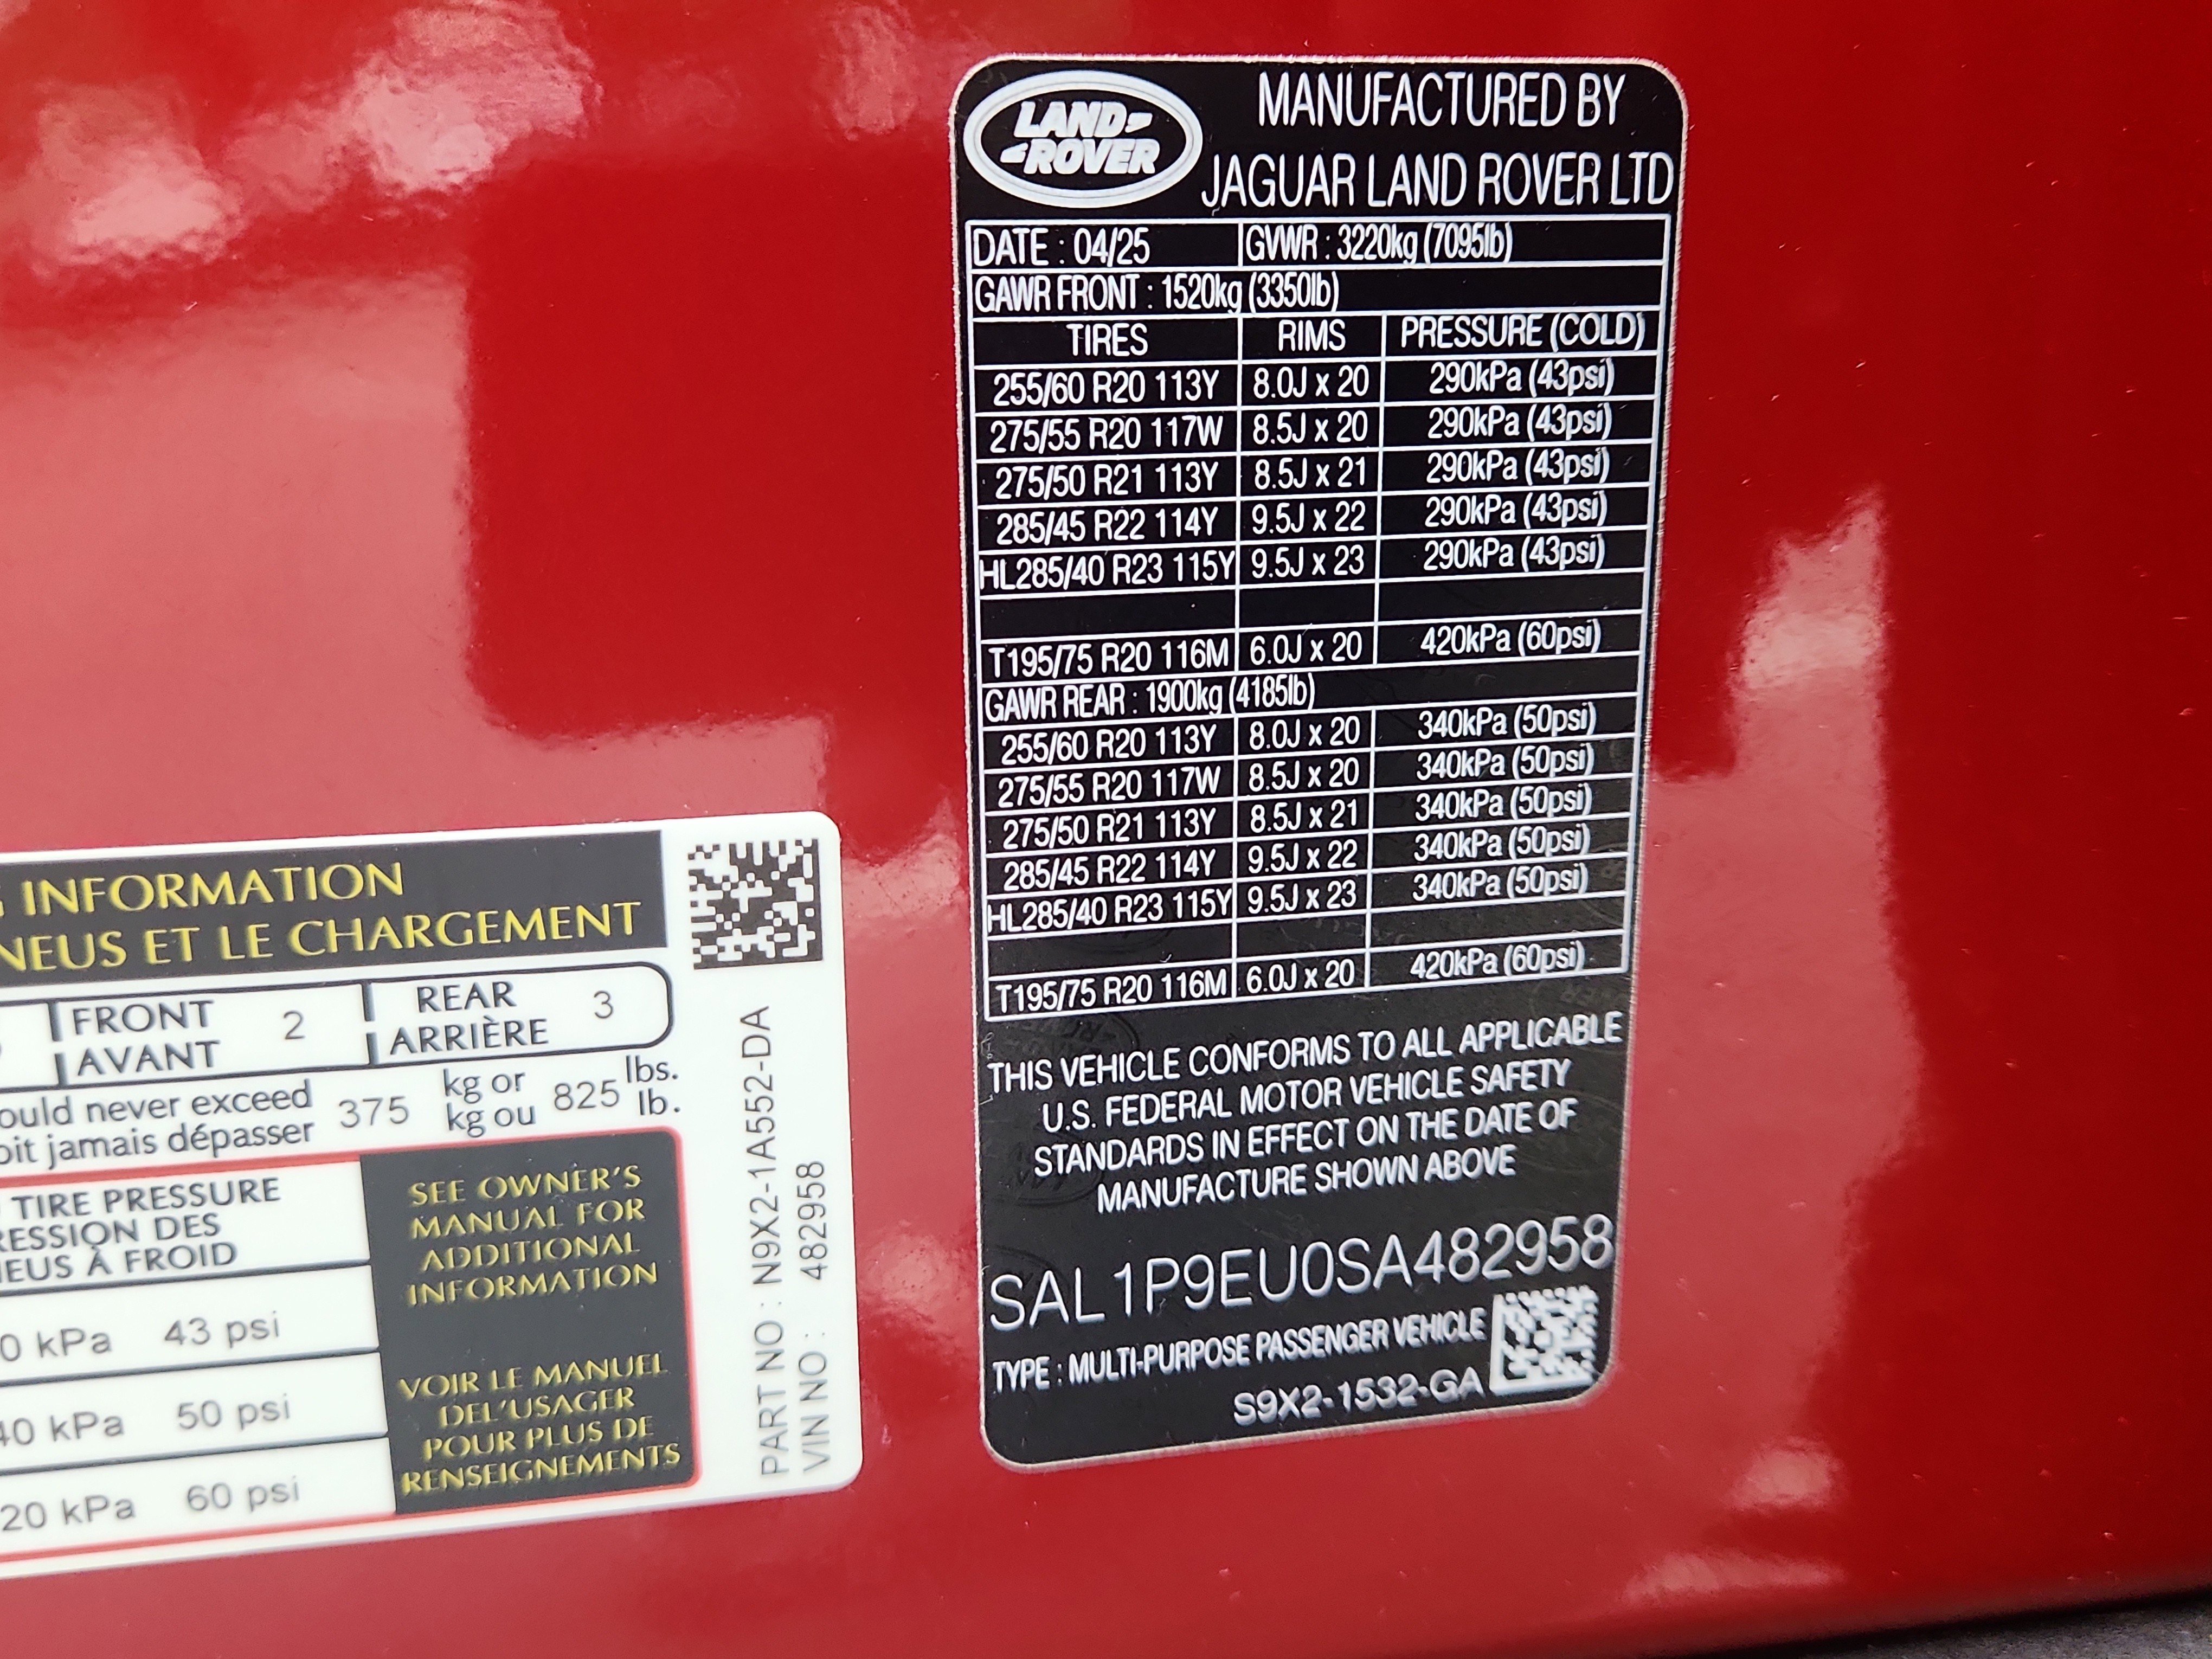 LAND
ROVER
MANUFACTURED BY
JAGUAR LAND ROVER LTD
DATE : 04/25 GVWR : 3220kg (7095lb)
GAWR FRONT : 1520kg (3350lb)
TIRES RIMS PRESSURE (COLD)
255/60 R20 113Y 8.0J x 20 290kPa (43psi)
275/55 R20 117W 8.5J x 20 290kPa (43psi)
275/50 R21 113Y 8.5J x 21 290kPa (43psi)
285/45 R22 114Y 9.5J x 22 290kPa (43psi)
HL285/40 R23 115Y 9.5J x 23 290kPa (43psi)
T195/75 R20 116M 6.0J x 20 420kPa (60psi)
GAWR REAR : 1900kg (4185lb)
255/60 R20 113Y 8.0J x 20 340kPa (50psi)
275/55 R20 117W 8.5J x 20 340kPa (50psi)
275/50 R21 113Y 8.5J x 21 340kPa (50psi)
285/45 R22 114Y 9.5J x 22 340kPa (50psi)
HL285/40 R23 115Y 9.5J x 23 340kPa (50psi)
T195/75 R20 116M 6.0J x 20 420kPa (60psi)
THIS VEHICLE CONFORMS TO ALL APPLICABLE
U.S. FEDERAL MOTOR VEHICLE SAFETY
STANDARDS IN EFFECT ON THE DATE OF
MANUFACTURE SHOWN ABOVE
SAL1P9EU0SA482958
TYPE : MULTI-PURPOSE PASSENGER VEHICLE
S9X2-1532-GA
INFORMATION
NEUS ET LE CHARGEMENT
FRONT 2 REAR 3
AVANT ARRIÈRE
ould never exceed 375 kg or 825 lbs.
oit jamais dépasser kg ou lb.
TIRE PRESSURE
RESSION DES
NEUS À FROID
0 kPa 43 psi
40 kPa 50 psi
20 kPa 60 psi
SEE OWNER'S
MANUAL FOR
ADDITIONAL
INFORMATION
VOIR LE MANUEL
DEL'USAGER
POUR PLUS DE
RENSEIGNEMENTS
PART NO : N9X2-1A552-DA
VIN NO : 482958